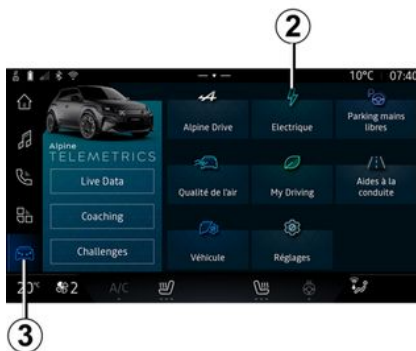 2
10°C 07:40
Alpine
TELEMETRICS
Live Data
Coaching
Challenges
Alpine Drive
Electrique
Parking mains
libres
Qualité de l'air
My Driving
Aides à la
conduite
Véhicule
Réglages
20°C
2
A/C
3